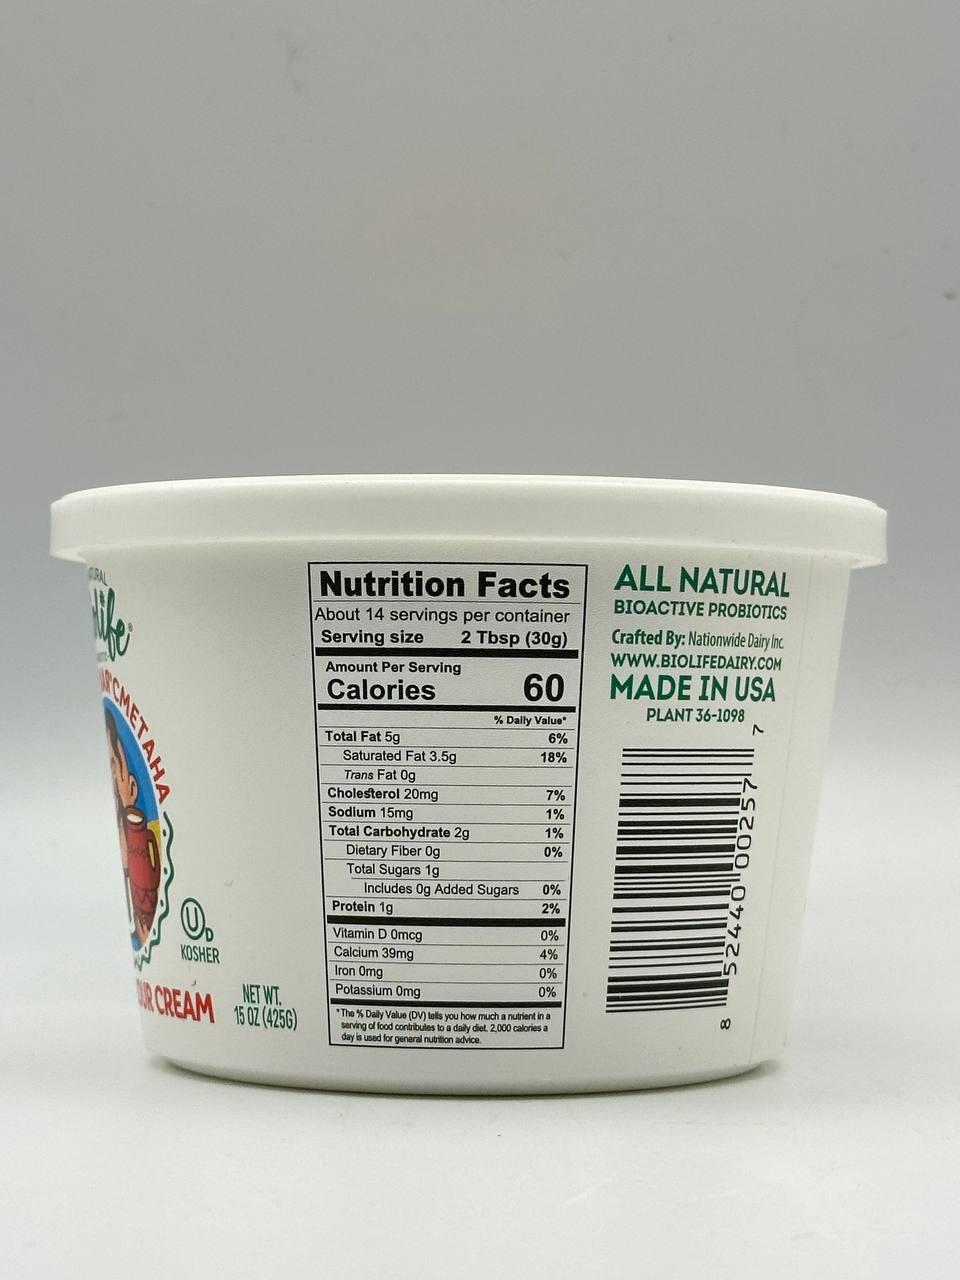 СМЕТАНА
U D
KOSHER
CREAM
NET WT.
15 OZ (425G)
Nutrition Facts
About 14 servings per container
Serving size 2 Tbsp (30g)
Amount Per Serving
Calories 60
% Daily Value*
Total Fat 5g 6%
Saturated Fat 3.5g 18%
Trans Fat 0g
Cholesterol 20mg 7%
Sodium 15mg 1%
Total Carbohydrate 2g 1%
Dietary Fiber 0g 0%
Total Sugars 1g
Includes 0g Added Sugars 0%
Protein 1g 2%
Vitamin D 0mcg 0%
Calcium 39mg 4%
Iron 0mg 0%
Potassium 0mg 0%
*The % Daily Value (DV) tells you how much a nutrient in a
serving of food contributes to a daily diet. 2,000 calories a
day is used for general nutrition advice.
ALL NATURAL
BIOACTIVE PROBIOTICS
Crafted By: Nationwide Dairy Inc.
WWW.BIOLIFEDAIRY.COM
MADE IN USA
PLANT 36-1098
8 52440 00257 7